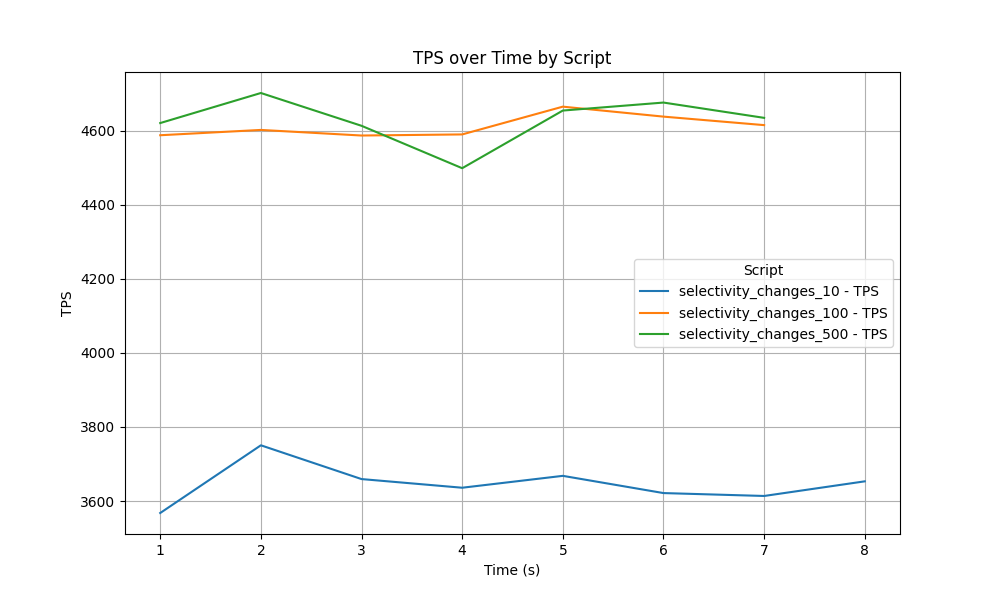 TPS over Time by Script
TPS
4600
4400
4200
4000
3800
3600
Script
selectivity_changes_10 - TPS
selectivity_changes_100 - TPS
selectivity_changes_500 - TPS
1 2 3 4 5 6 7 8
Time (s)